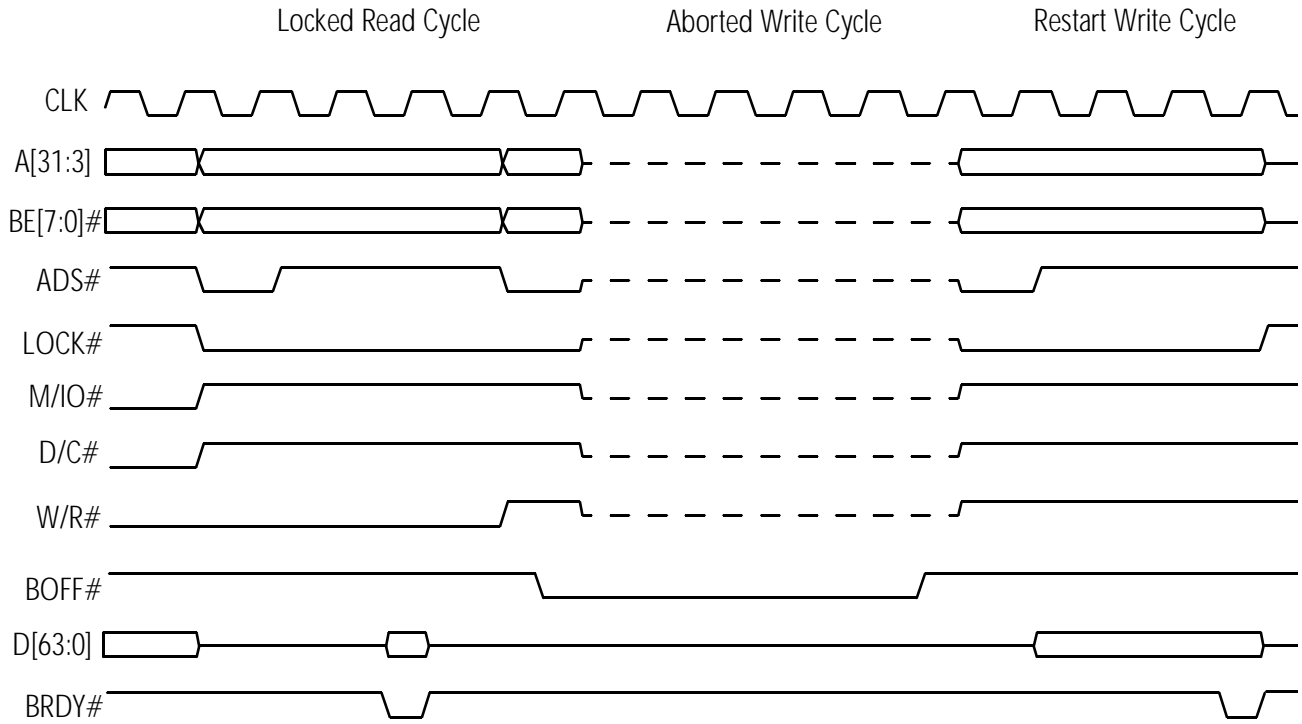 Locked Read Cycle Aborted Write Cycle Restart Write Cycle
CLK
A[31:3]
BE[7:0]#
ADS#
LOCK#
M/IO#
D/C#
W/R#
BOFF#
D[63:0]
BRDY#